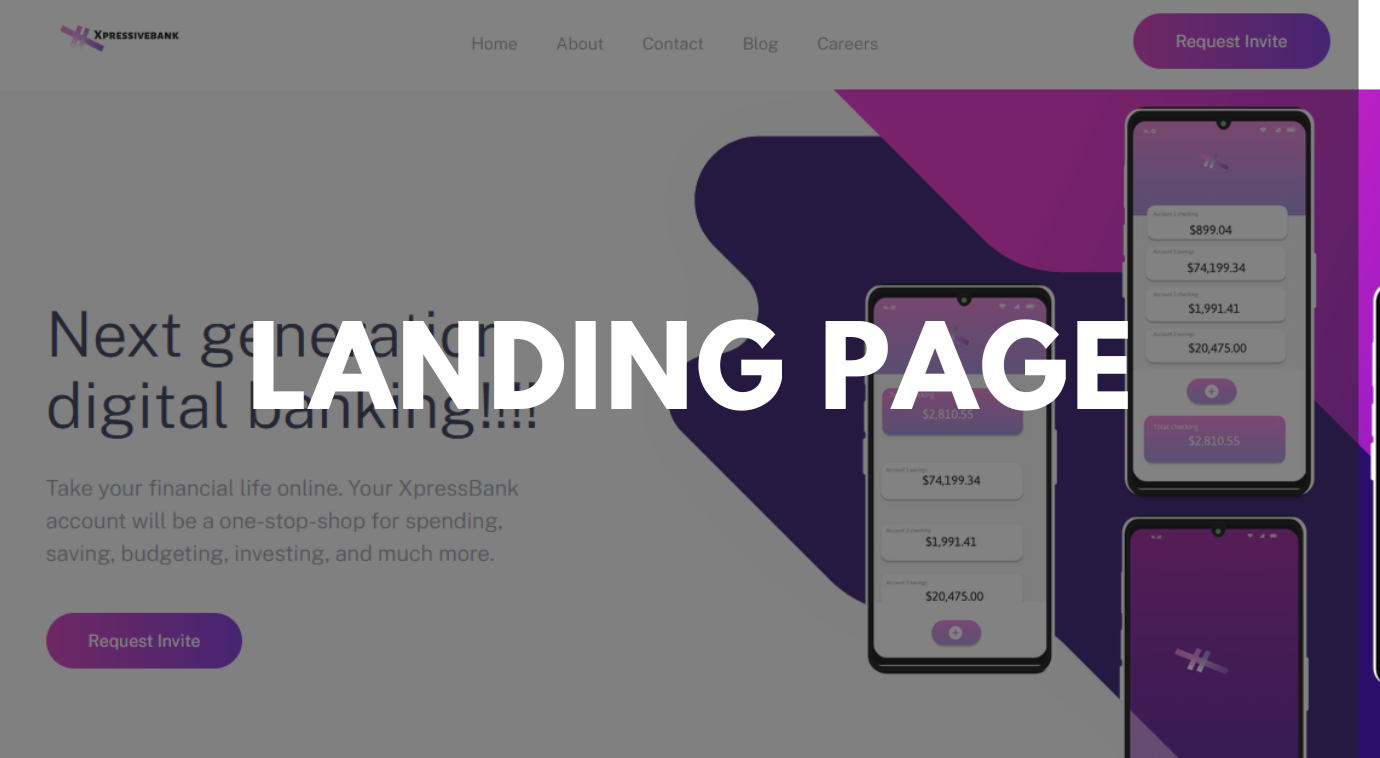 XPRESSIVEBANK
Home About Contact Blog Careers
Request Invite
Next generation
digital banking!!!!
LANDING PAGE
Take your financial life online. Your XpressBank
account will be a one-stop-shop for spending,
saving, budgeting, investing, and much more.
Request Invite
$2,810.55
Account 2 savings
$74,199.34
Account 3 checking
$1,991.41
Account 3 savings
$20,475.00
Account 2 checking
$899.04
Account 2 savings
$74,199.34
Account 3 checking
$1,991.41
Account 3 savings
$20,475.00
Total checking
$2,810.55